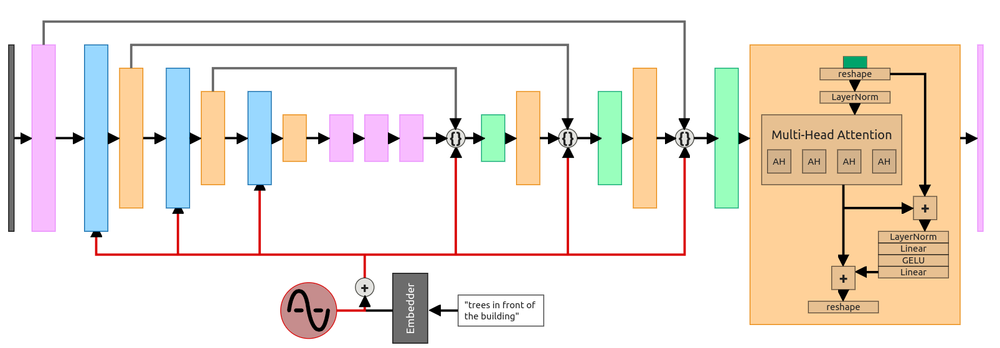 {}
{}
{}
+
Embedder
"trees in front of
the building"
reshape
LayerNorm
Multi-Head Attention
AH AH AH AH
+
LayerNorm
Linear
GELU
Linear
+
reshape